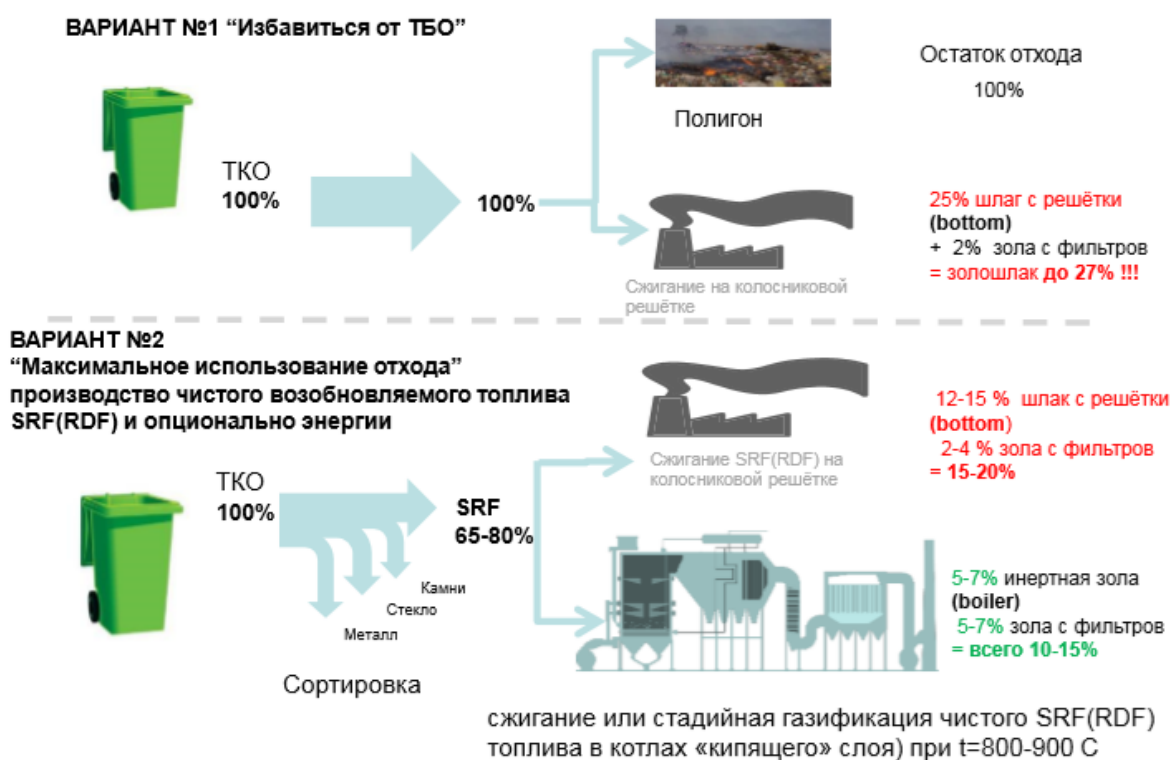 ВАРИАНТ №1 “Избавиться от ТБО”
Остаток отхода
100%
Полигон
ТКО
100%
100%
25% шлаг с решётки
(bottom)
+ 2% зола с фильтров
= золошлак до 27% !!!
Сжигание на колосниковой
решётке
ВАРИАНТ №2
“Максимальное использование отхода”
производство чистого возобновляемого топлива
SRF(RDF) и опционально энергии
12-15 % шлак с решётки
(bottom)
2-4 % зола с фильтров
= 15-20%
Сжигание SRF(RDF) на
колосниковой решётке
ТКО
100%
SRF
65-80%
Камни
Стекло
Металл
Сортировка
5-7% инертная зола
(boiler)
5-7% зола с фильтров
= всего 10-15%
сжигание или стадийная газификация чистого SRF(RDF)
топлива в котлах «кипящего» слоя) при t=800-900 С